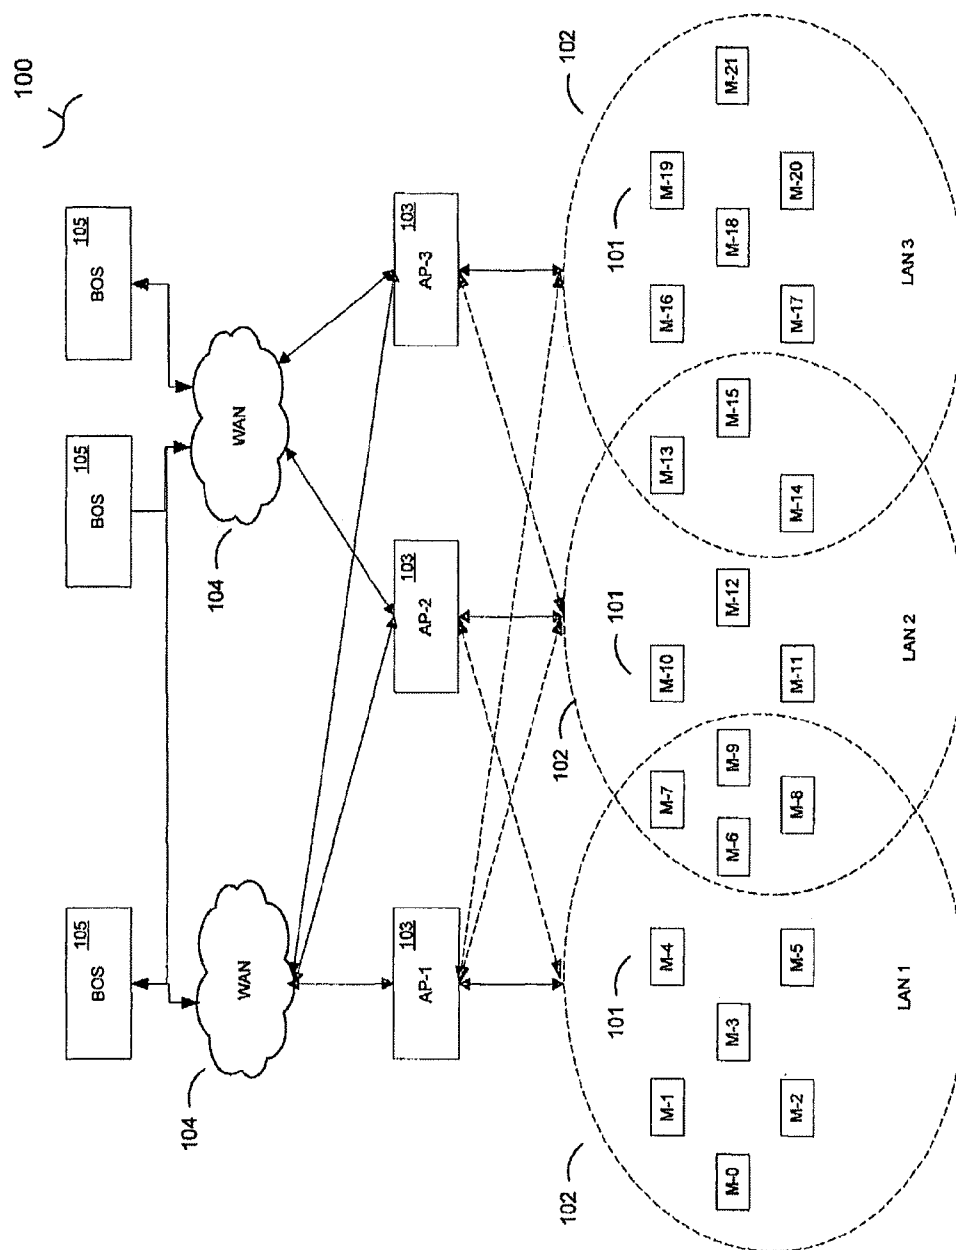 100
105
BOS
105
BOS
105
BOS
WAN
104
WAN
104
103
AP-1
103
AP-2
103
AP-3
102
102
102
101
101
101
M-0
M-1
M-2
M-3
M-4
M-5
M-6
M-7
M-8
M-9
M-10
M-11
M-12
M-13
M-14
M-15
M-16
M-17
M-18
M-19
M-20
M-21
LAN 1
LAN 2
LAN 3